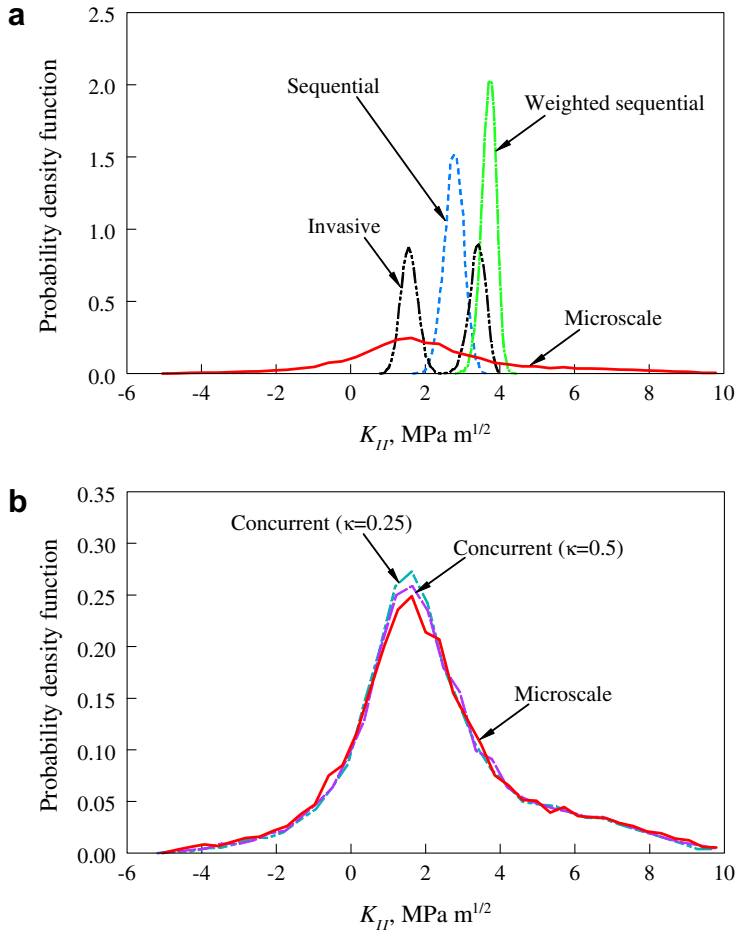 a
2.5
2.0
1.5
1.0
0.5
0.0
Probability density function
Sequential
Weighted sequential
Invasive
Microscale
-6 -4 -2 0 2 4 6 8 10
K_II, MPa m^1/2
b
0.35
0.30
0.25
0.20
0.15
0.10
0.05
0.00
Probability density function
Concurrent (κ=0.25)
Concurrent (κ=0.5)
Microscale
-6 -4 -2 0 2 4 6 8 10
K_II, MPa m^1/2